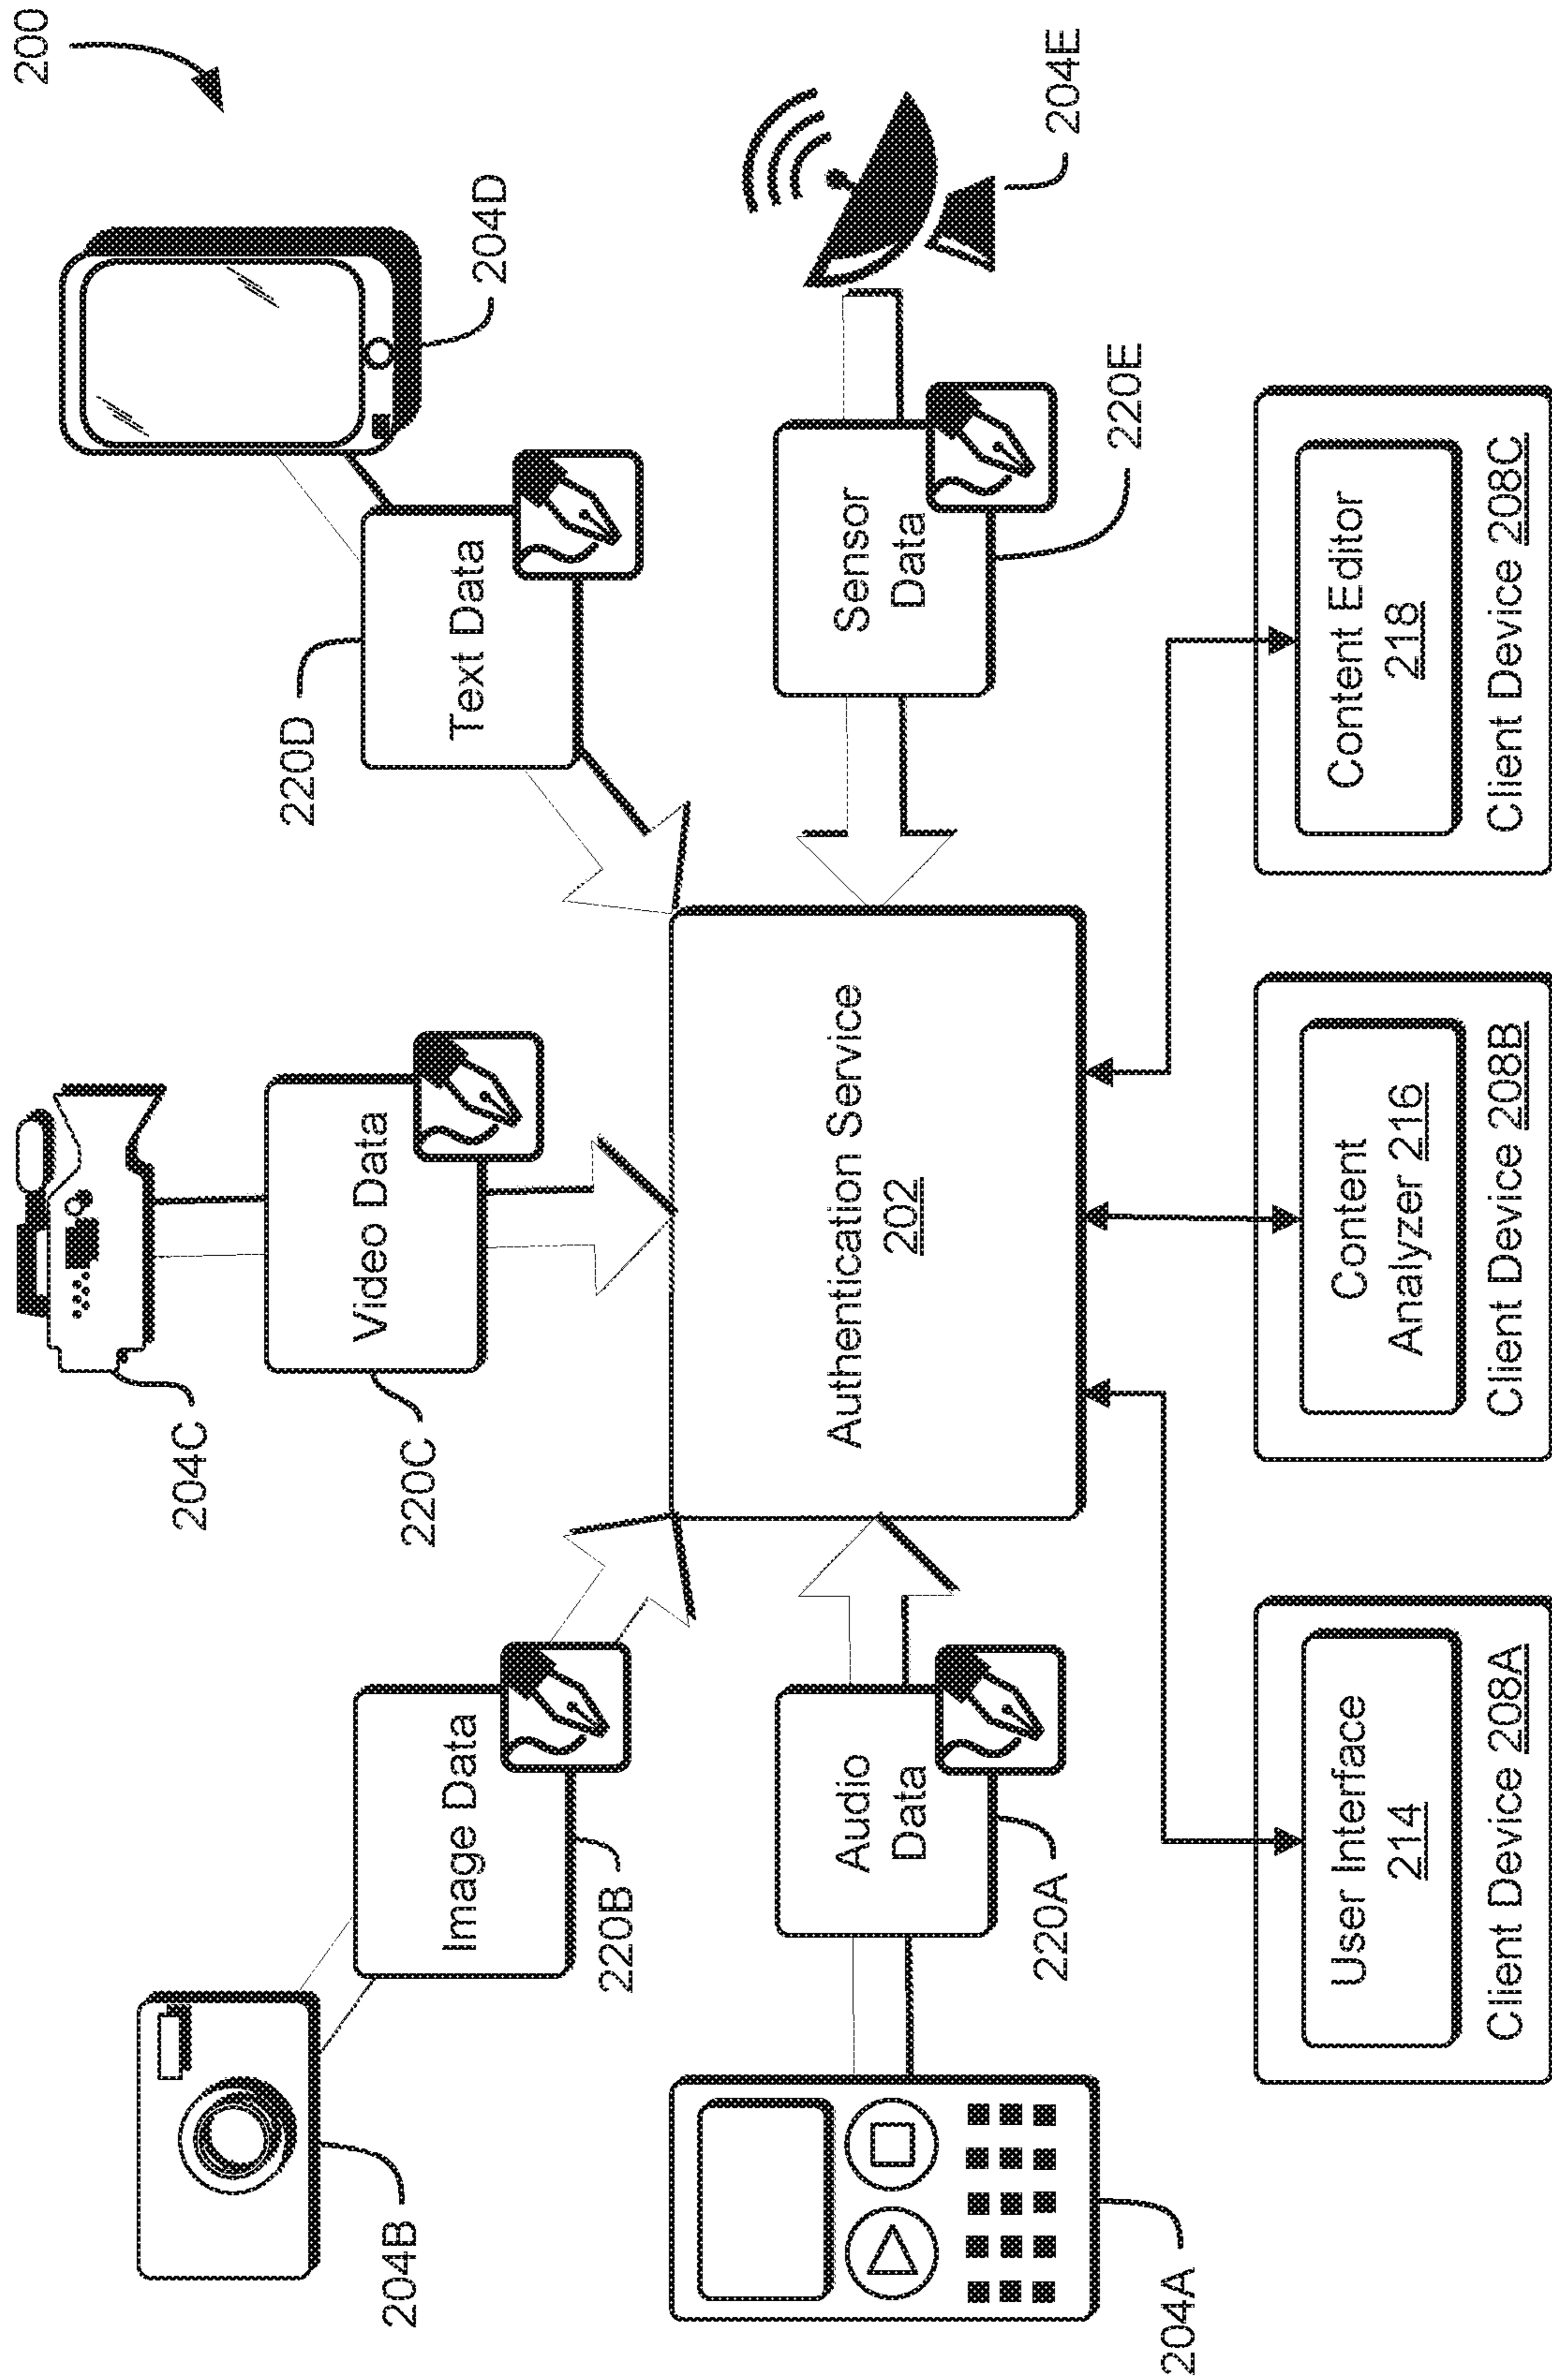 200
204C
Video Data
220C
204B
Image Data
220B
220D
Text Data
204D
Audio
Data
220A
204A
Authentication Service
202
Sensor
Data
220E
204E
User Interface
214
Client Device 208A
Content
Analyzer 216
Client Device 208B
Content Editor
218
Client Device 208C